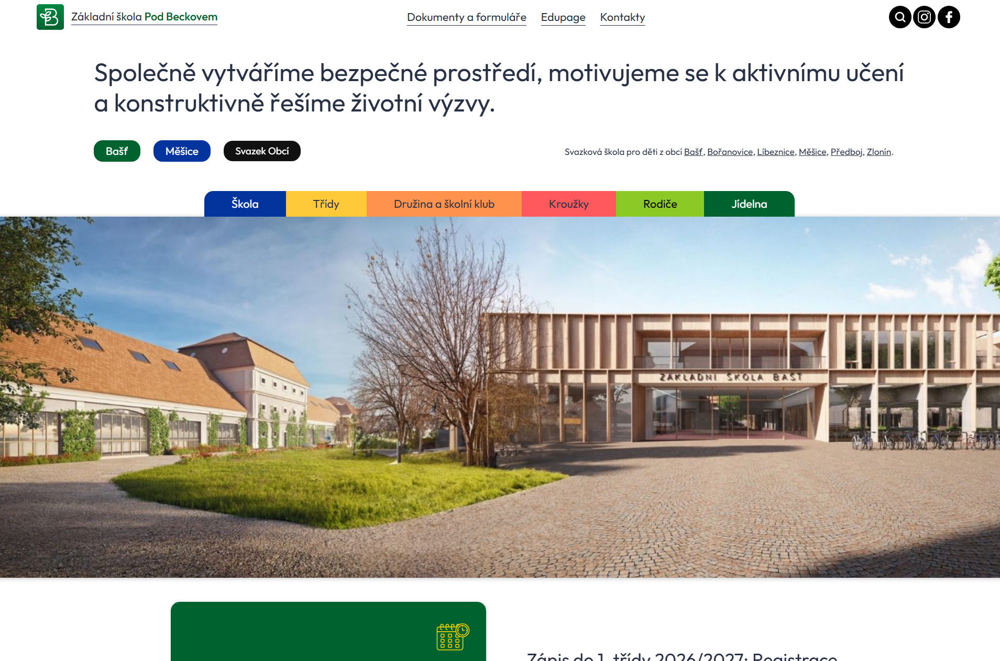 Základní škola Pod Beckovem
Dokumenty a formuláře
Edupage
Kontakty
Společně vytváříme bezpečné prostředí, motivujeme se k aktivnímu učení
a konstruktivně řešíme životní výzvy.
Bašť
Měšice
Svazek Obcí
Svazková škola pro děti z obcí Bašť, Bořanovice, Líbeznice, Měšice, Předboj, Zlonín.
Škola
Třídy
Družina a školní klub
Kroužky
Rodiče
Jídelna
ZÁKLADNÍ ŠKOLA BAŠŤ
Zápis do 1. třídy 2026/2027: Registrace